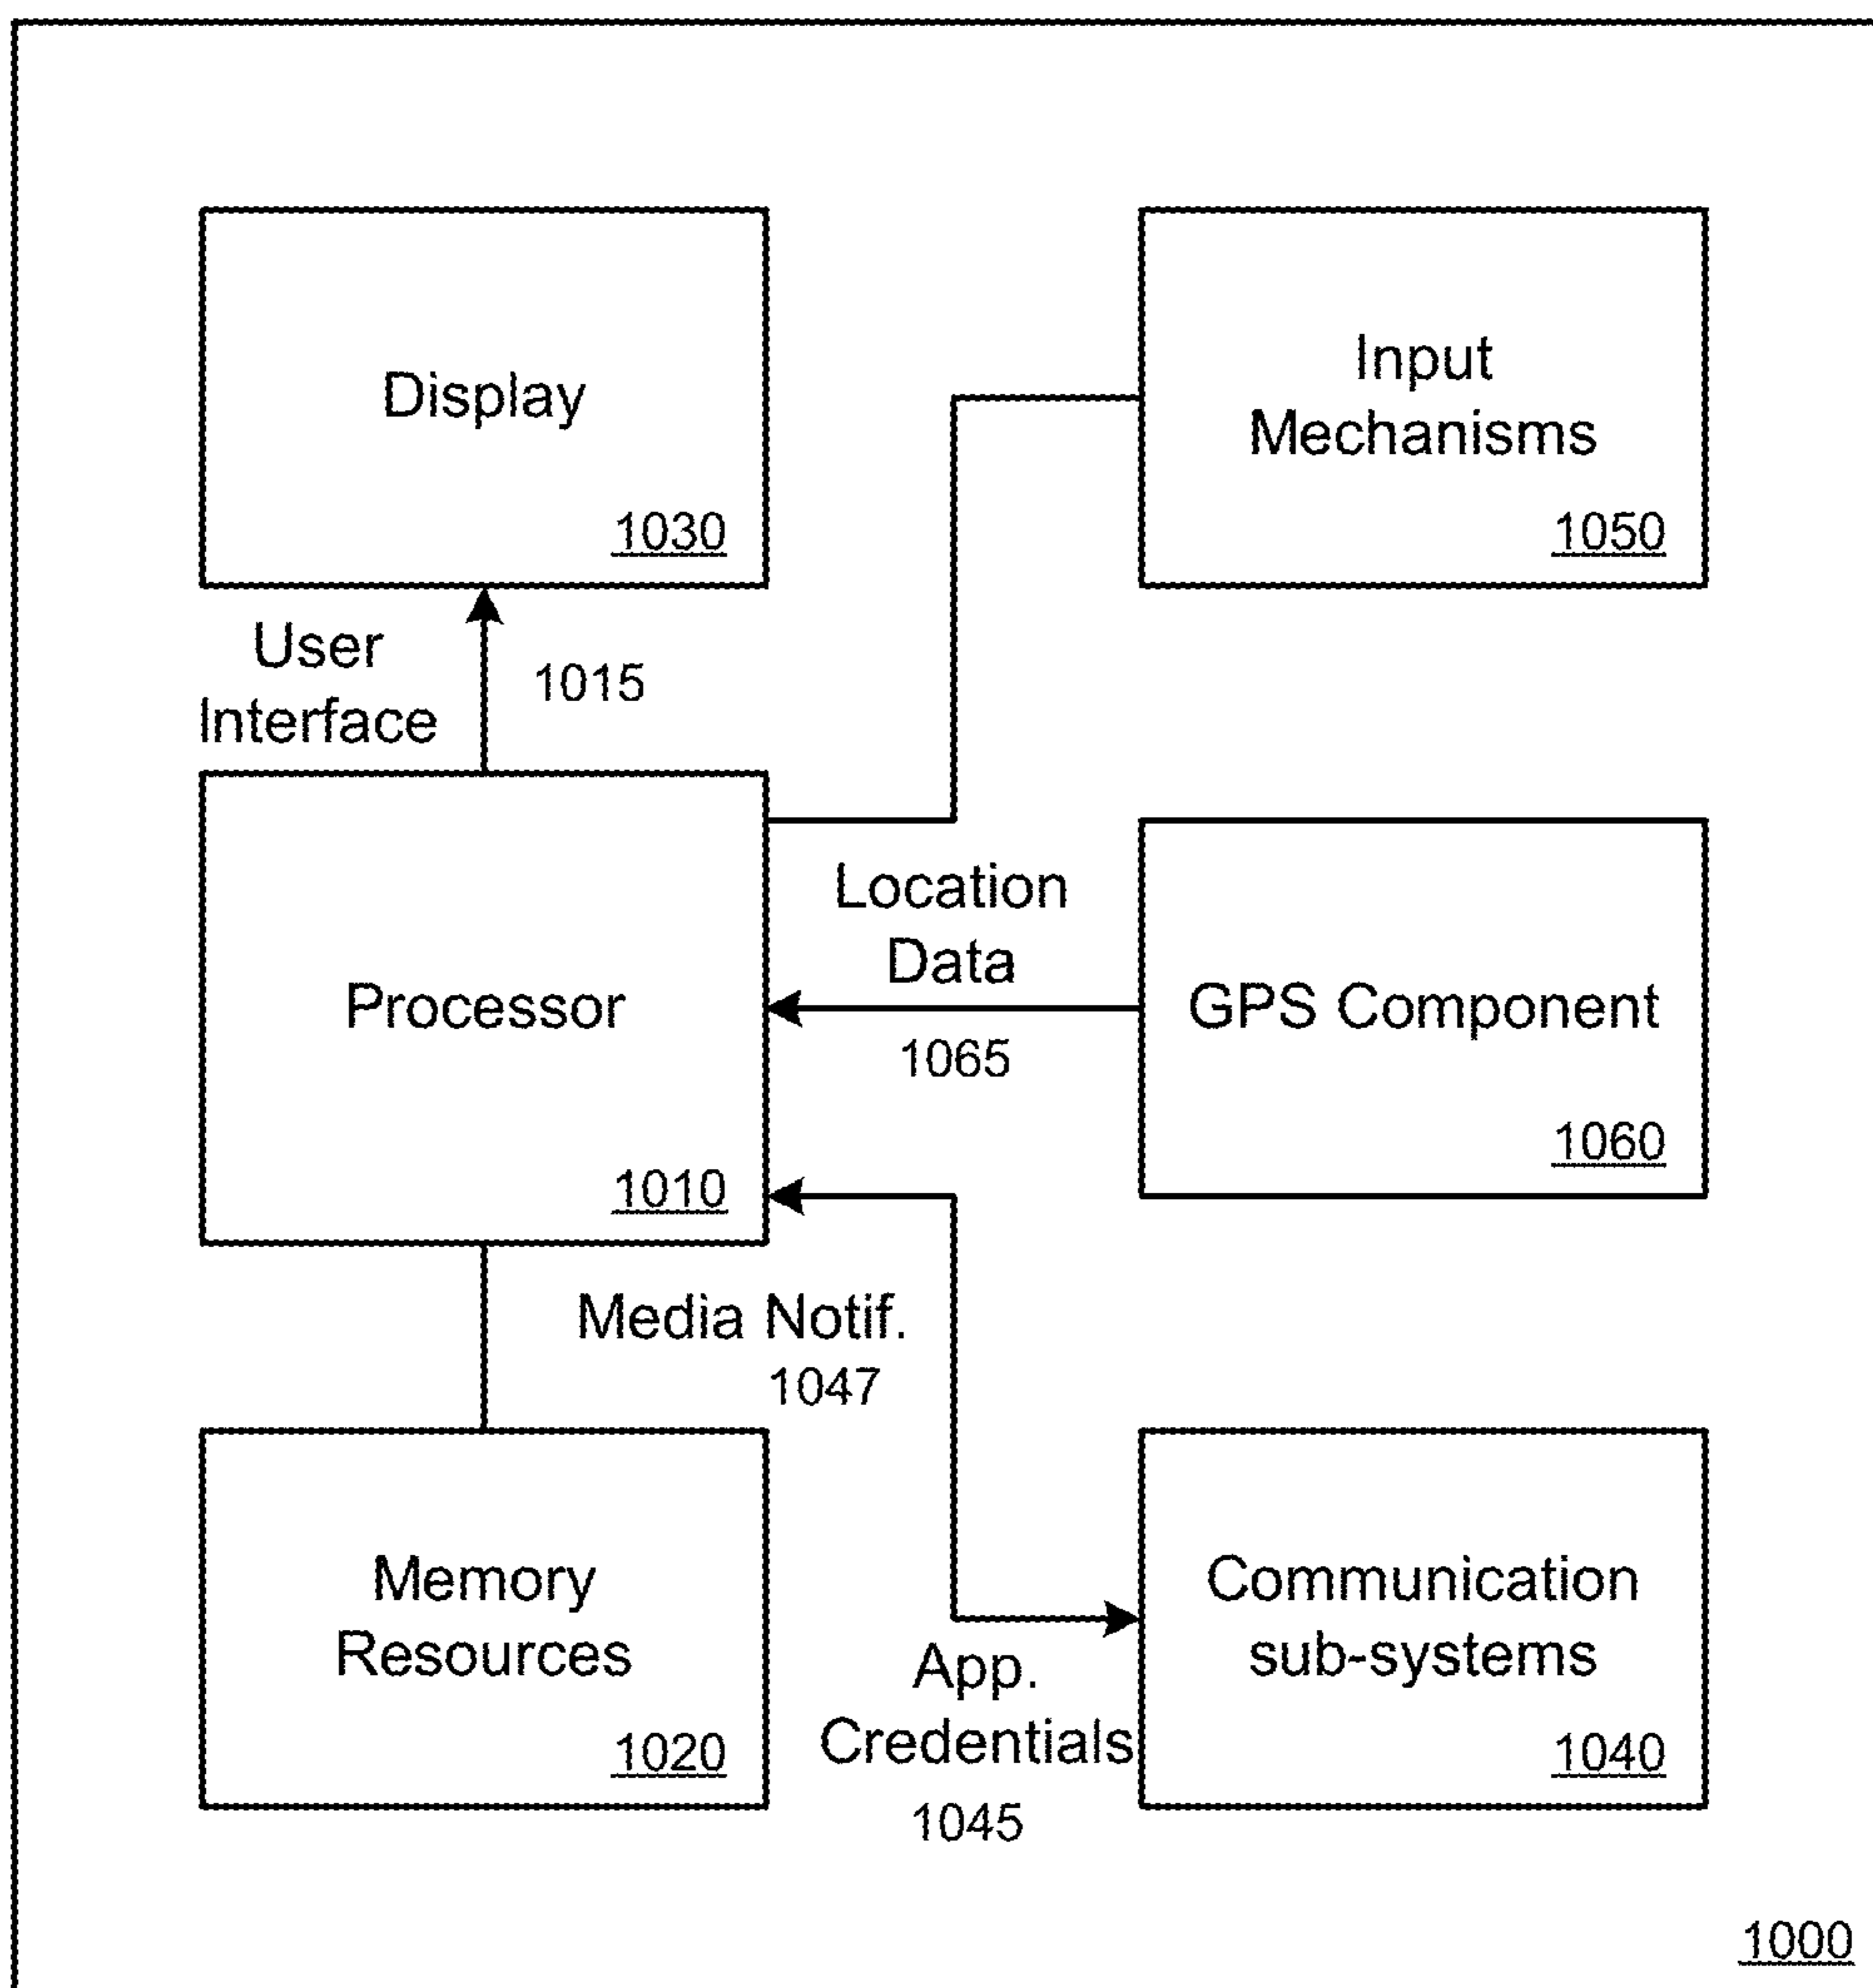 Display
1030
Input
Mechanisms
1050
User
Interface
1015
Location
Data
1065
Processor
1010
GPS Component
1060
Media Notif.
1047
Memory
Resources
1020
App.
Credentials
1045
Communication
sub-systems
1040
1000